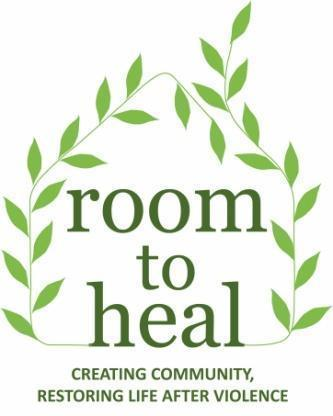 room
to
heal
CREATING COMMUNITY,
RESTORING LIFE AFTER VIOLENCE